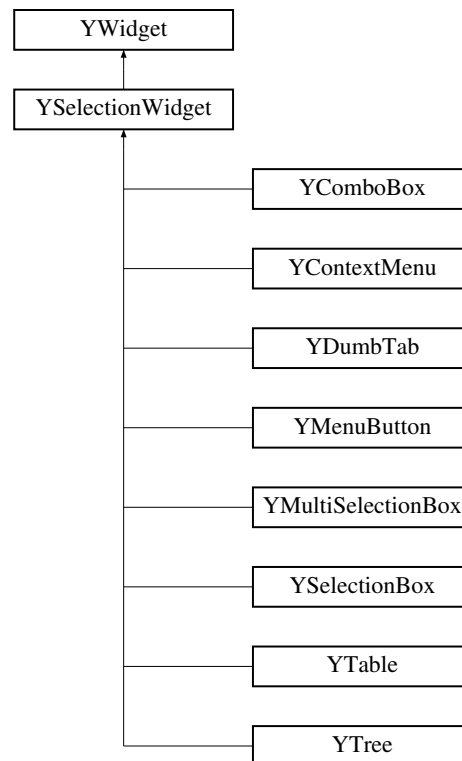 YWidget
YSelectionWidget
YComboBox
YContextMenu
YDumbTab
YMenuButton
YMultiSelectionBox
YSelectionBox
YTable
YTree